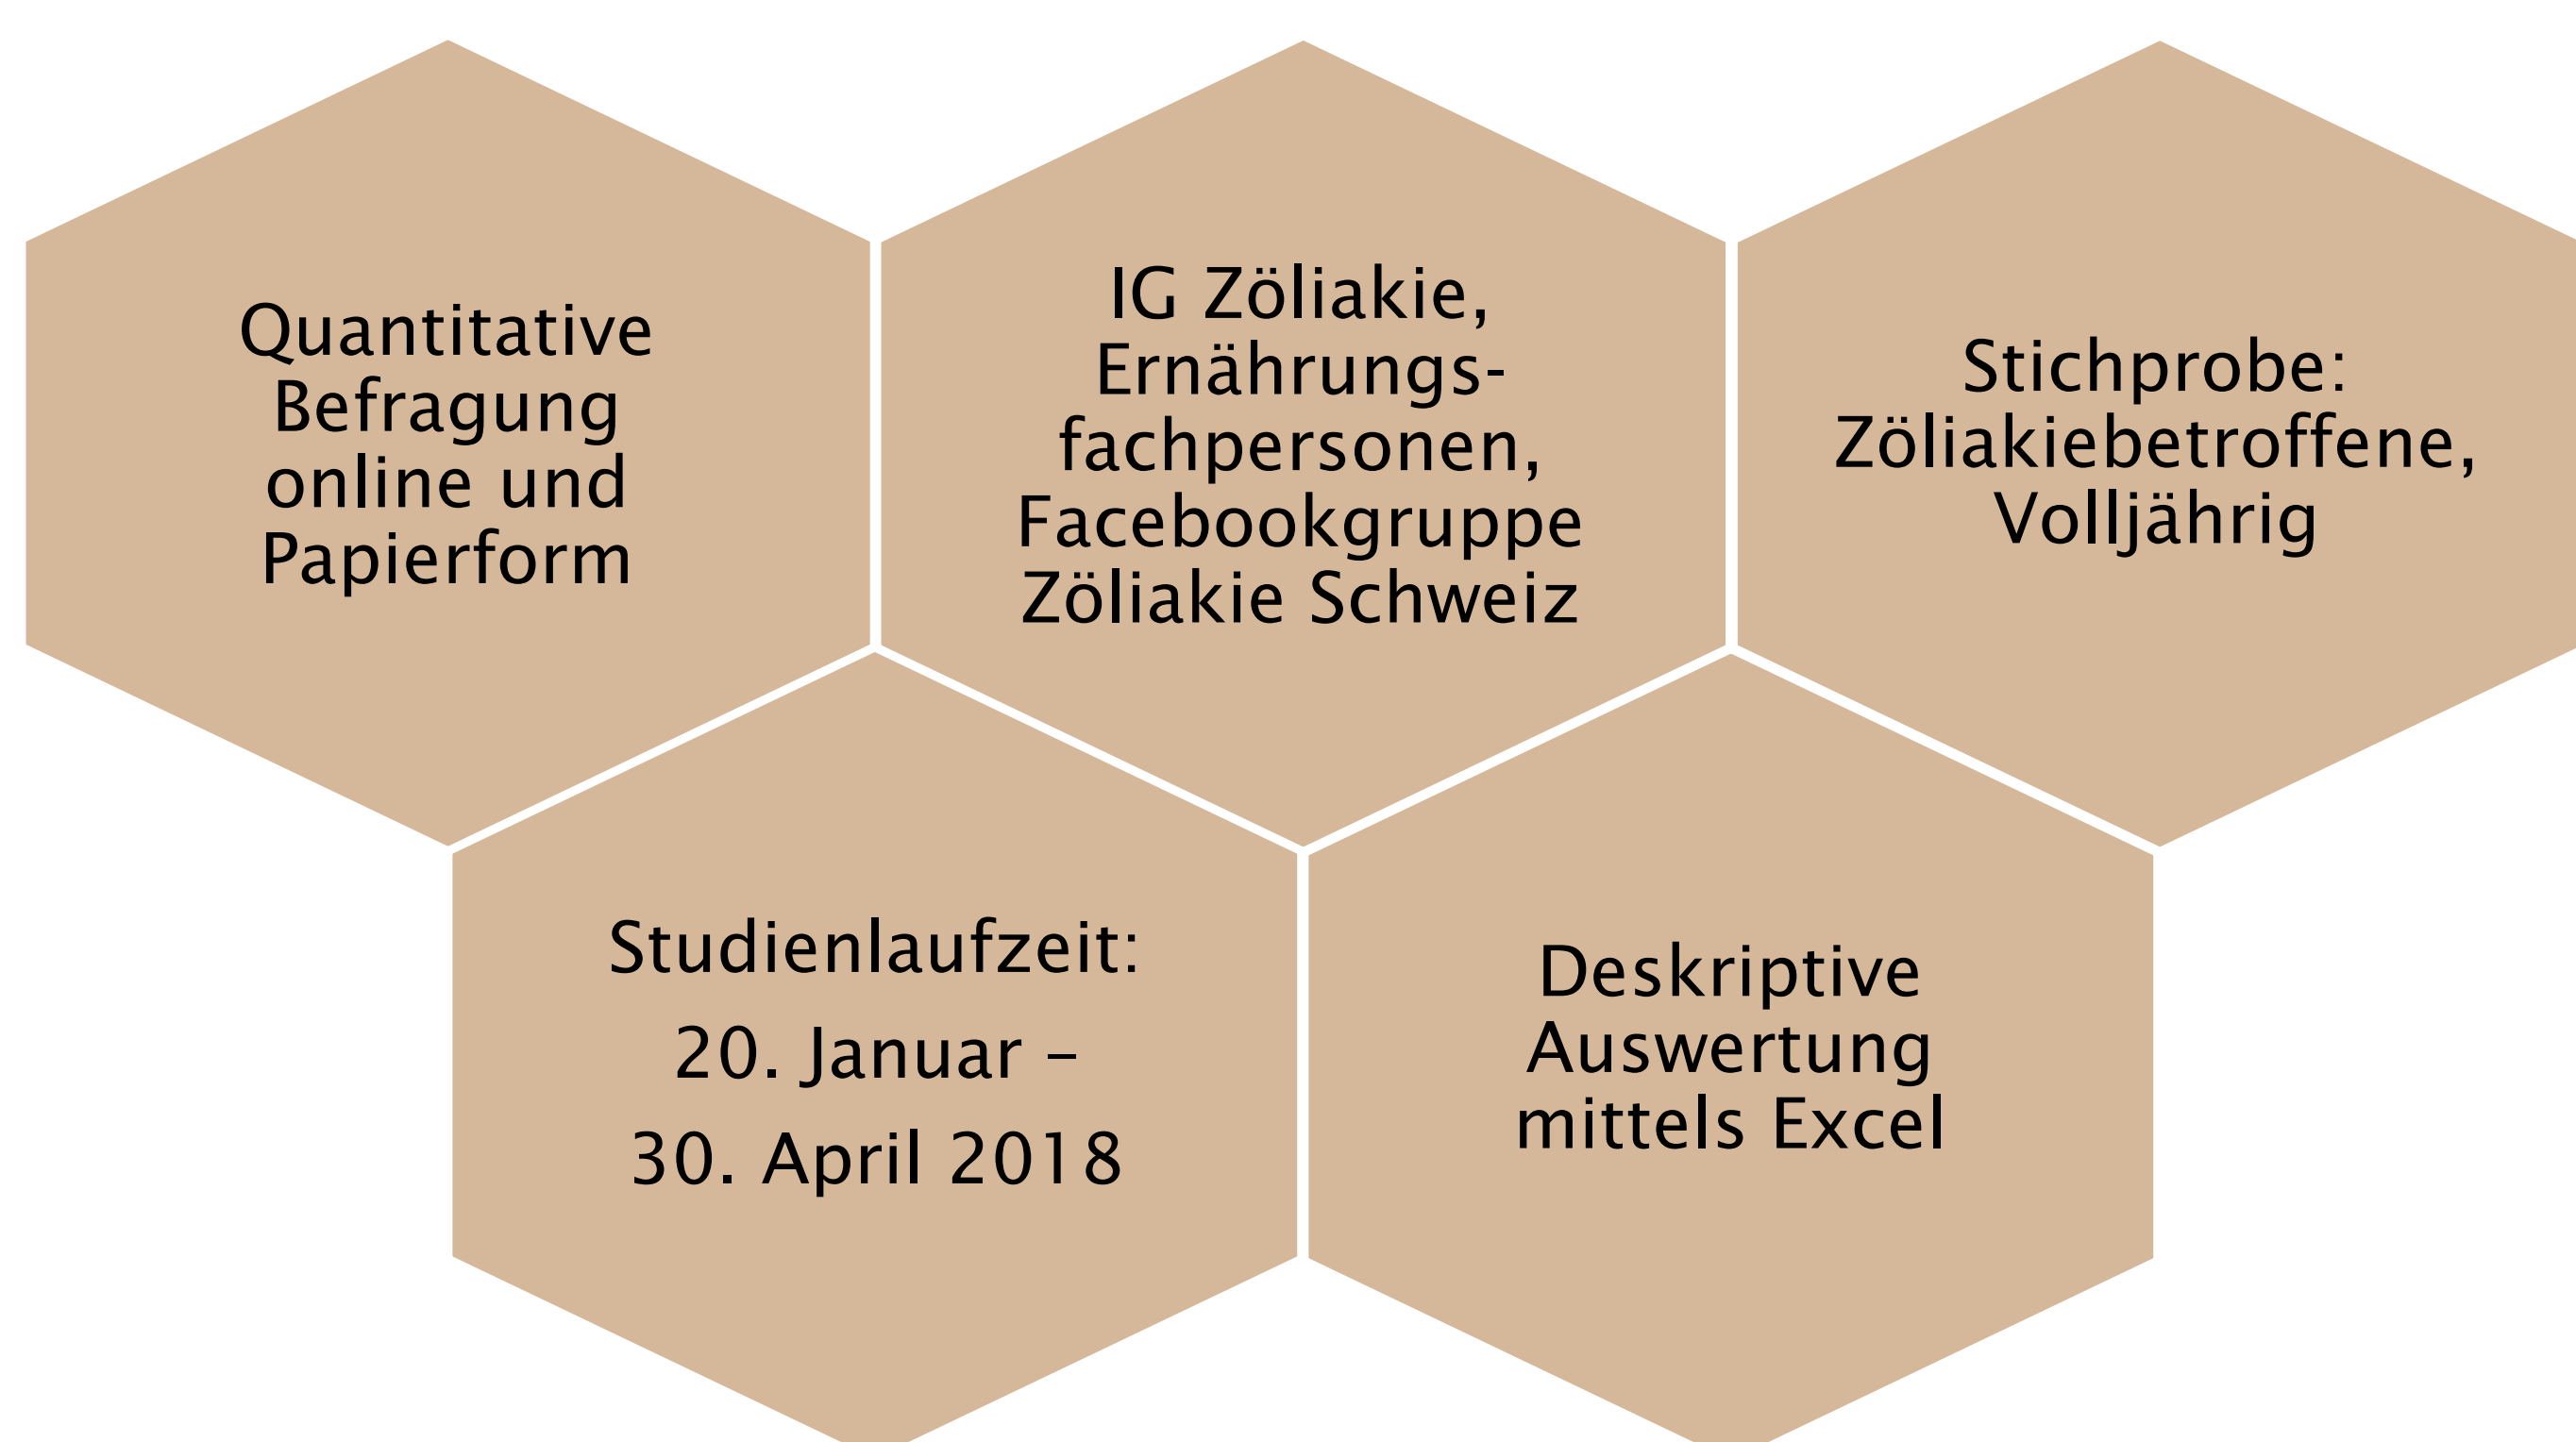 Quantitative
Befragung
online und
Papierform
IG Zöliakie,
Ernährungs-
fachpersonen,
Facebookgruppe
Zöliakie Schweiz
Stichprobe:
Zöliakiebetroffene,
Volljährig
Studienlaufzeit:
20. Januar –
30. April 2018
Deskriptive
Auswertung
mittels Excel